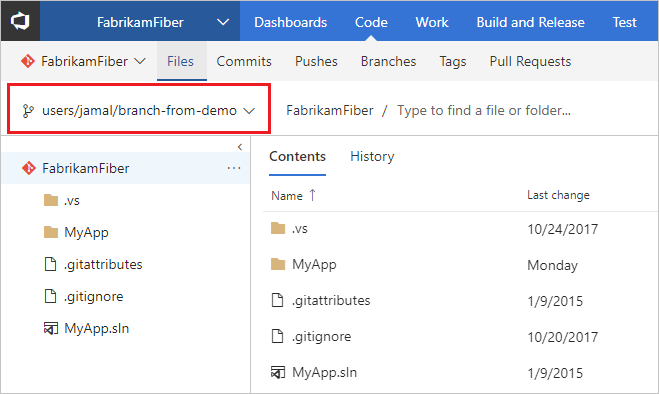 FabrikamFiber Dashboards Code Work Build and Release Test
FabrikamFiber Files Commits Pushes Branches Tags Pull Requests
users/jamal/branch-from-demo FabrikamFiber / Type to find a file or folder...
FabrikamFiber ...
.vs
MyApp
.gitattributes
.gitignore
MyApp.sln
Contents History
Name ↑ Last change
.vs 10/24/2017
MyApp Monday
.gitattributes 1/9/2015
.gitignore 10/20/2017
MyApp.sln 1/9/2015